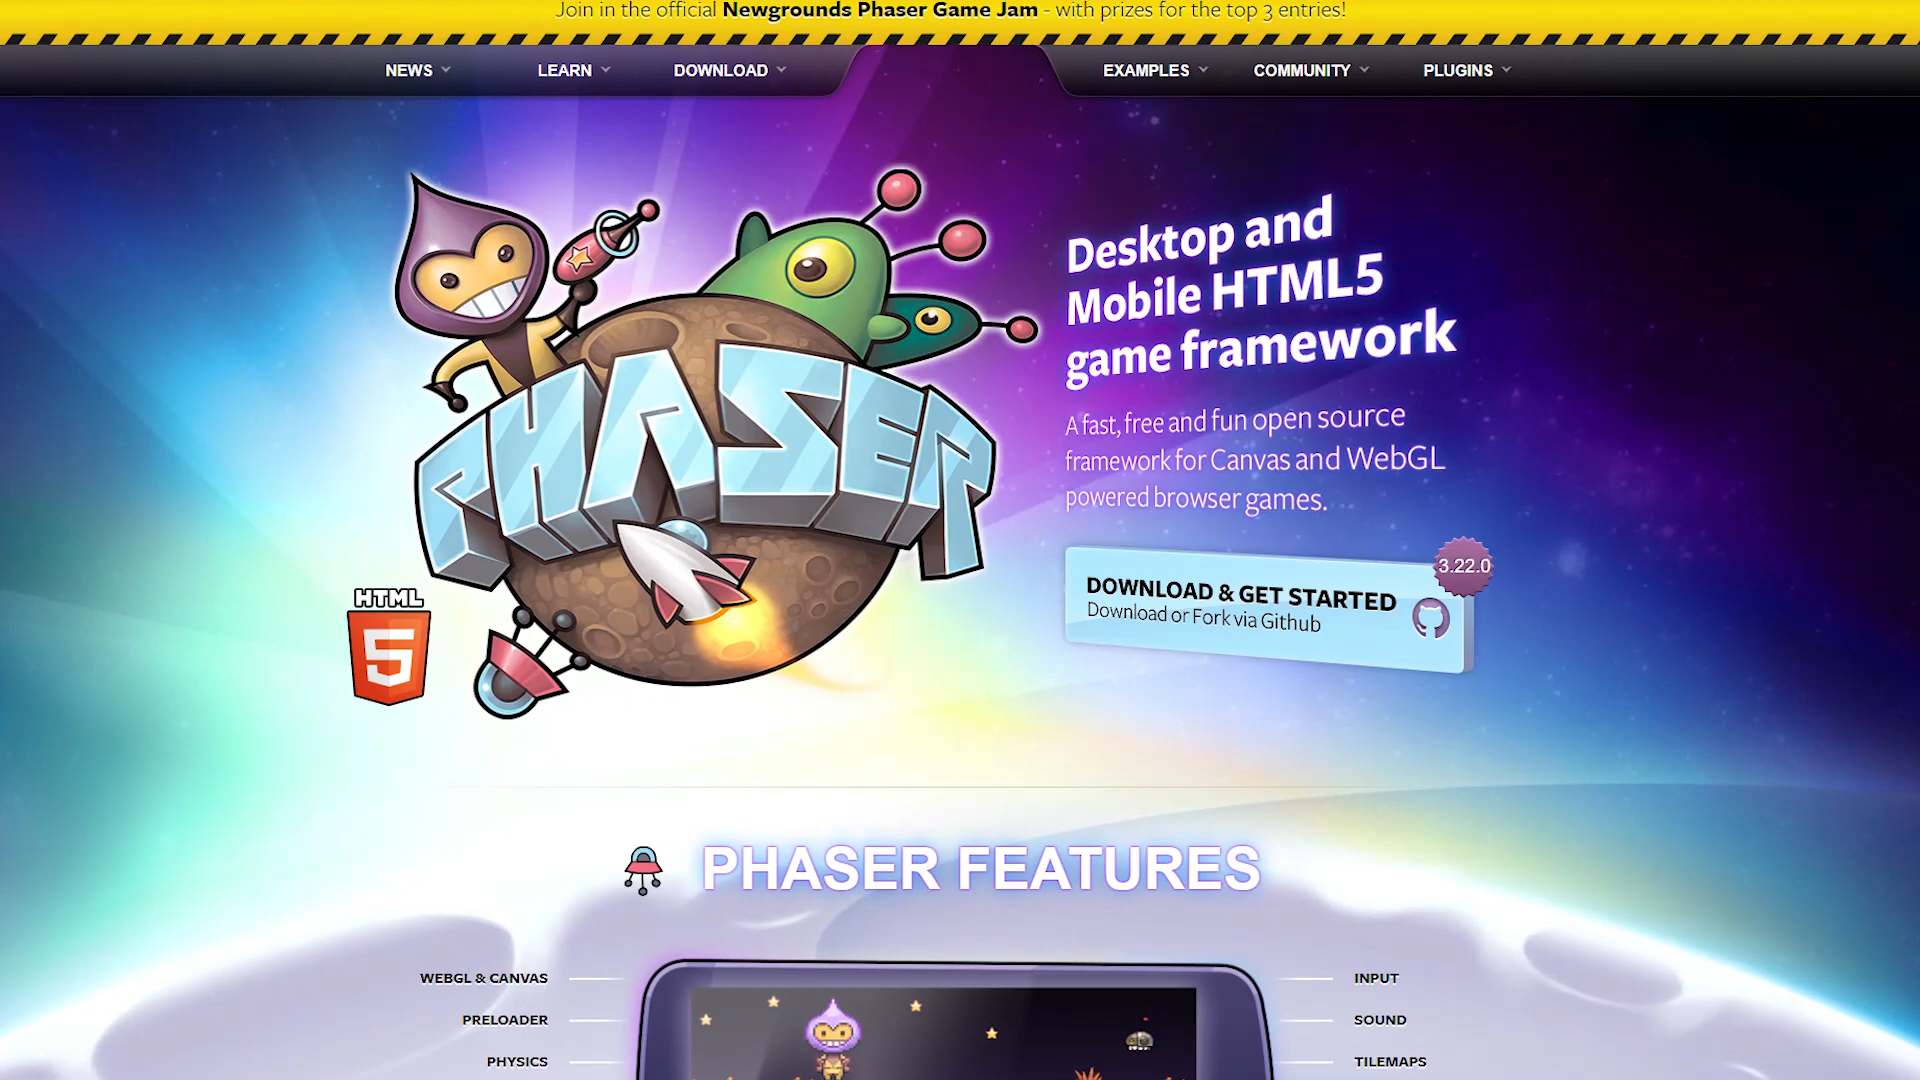 Join in the official Newgrounds Phaser Game Jam - with prizes for the top 3 entries!
NEWS LEARN DOWNLOAD EXAMPLES COMMUNITY PLUGINS
PHASER
HTML
5
Desktop and
Mobile HTML5
game framework
A fast, free and fun open source
framework for Canvas and WebGL
powered browser games.
3.22.0
DOWNLOAD & GET STARTED
Download or Fork via Github
PHASER FEATURES
WEBGL & CANVAS
PRELOADER
PHYSICS
INPUT
SOUND
TILEMAPS